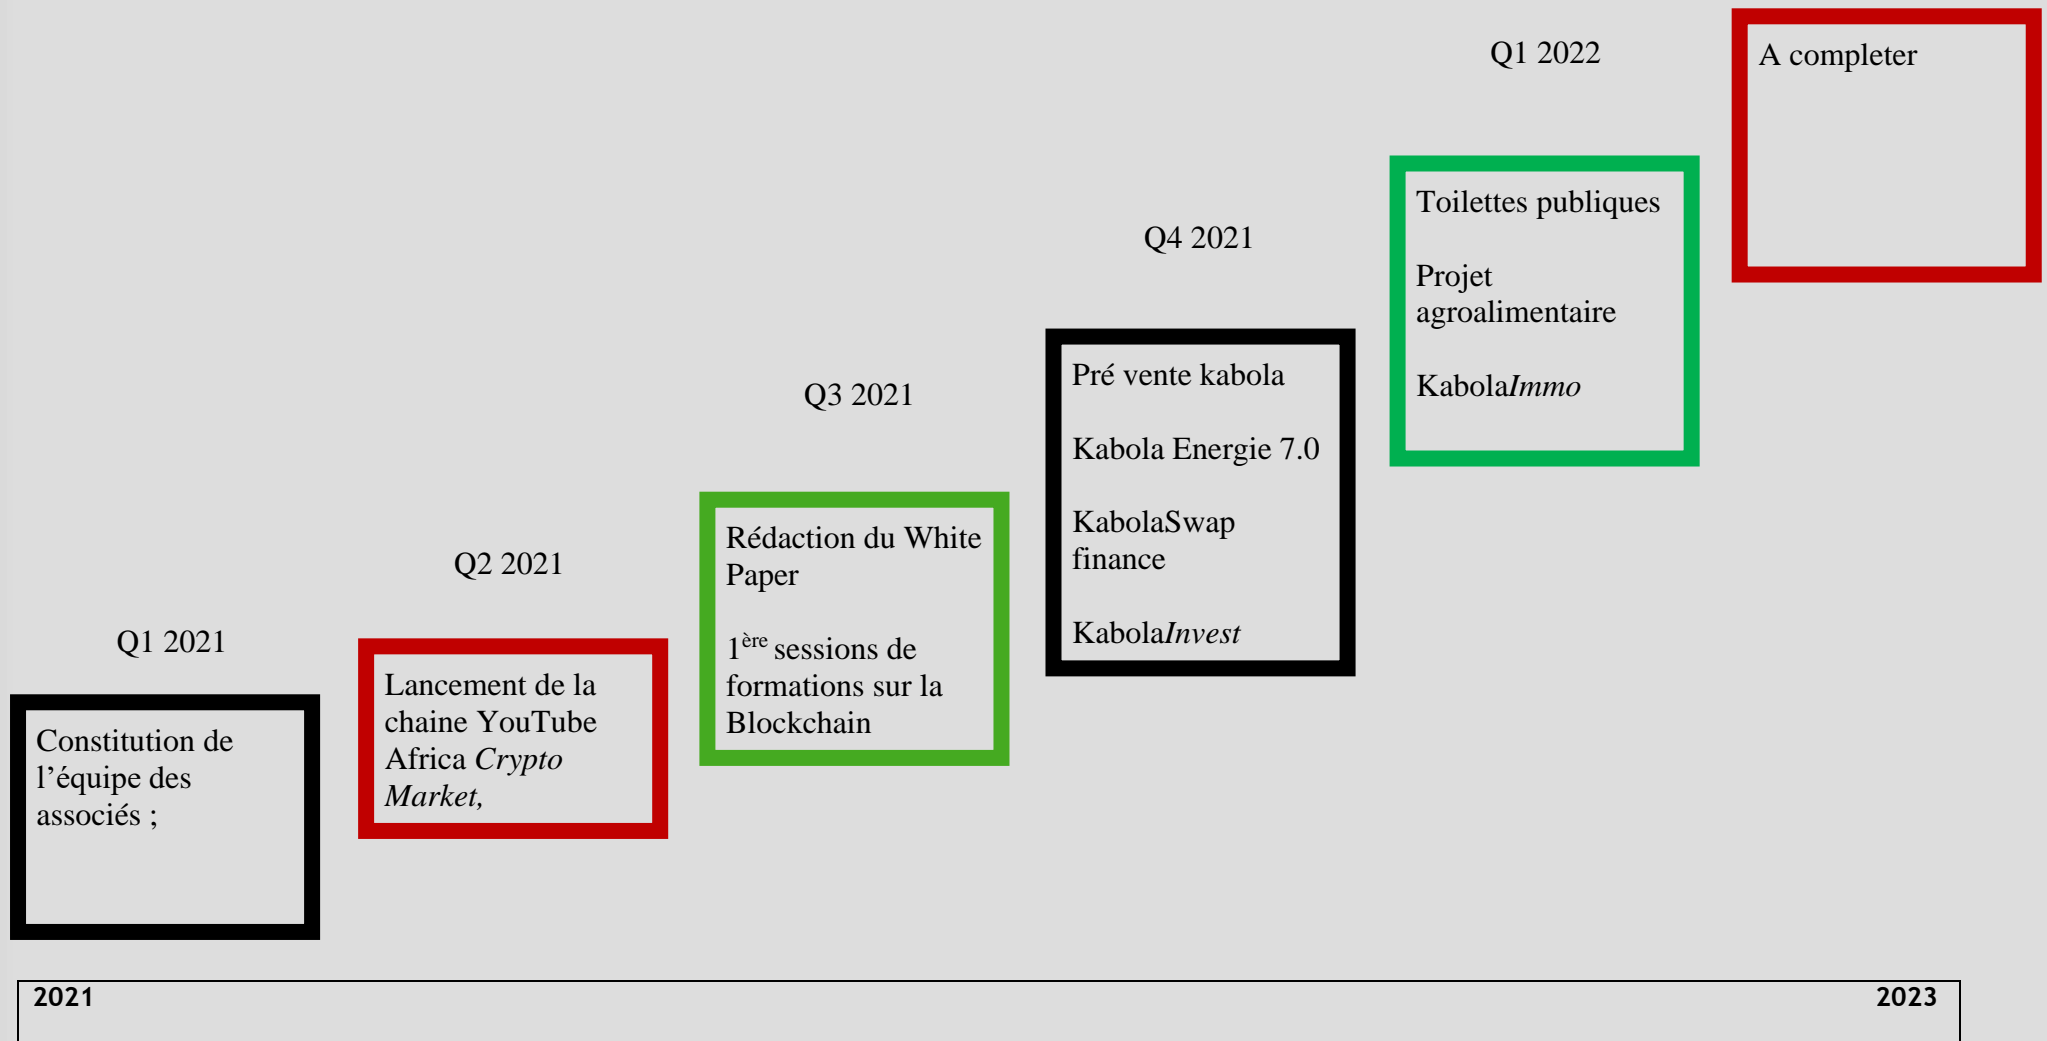 Q1 2021
Constitution de
l’équipe des
associés ;
Q2 2021
Lancement de la
chaine YouTube
Africa Crypto
Market,
Q3 2021
Rédaction du White
Paper
1ère sessions de
formations sur la
Blockchain
Q4 2021
Pré vente kabola
Kabola Energie 7.0
KabolaSwap
finance
KabolaInvest
Q1 2022
Toilettes publiques
Projet
agroalimentaire
KabolaImmo
A completer
2021
2023